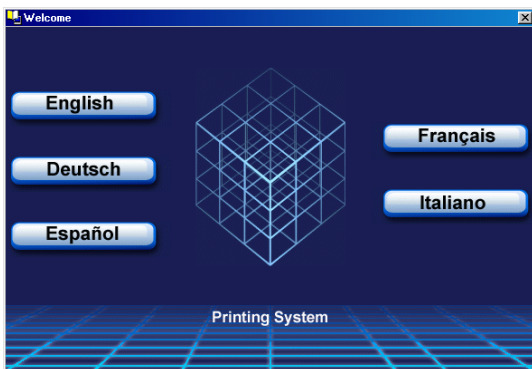 Welcome
English
Deutsch
Español
Français
Italiano
Printing System